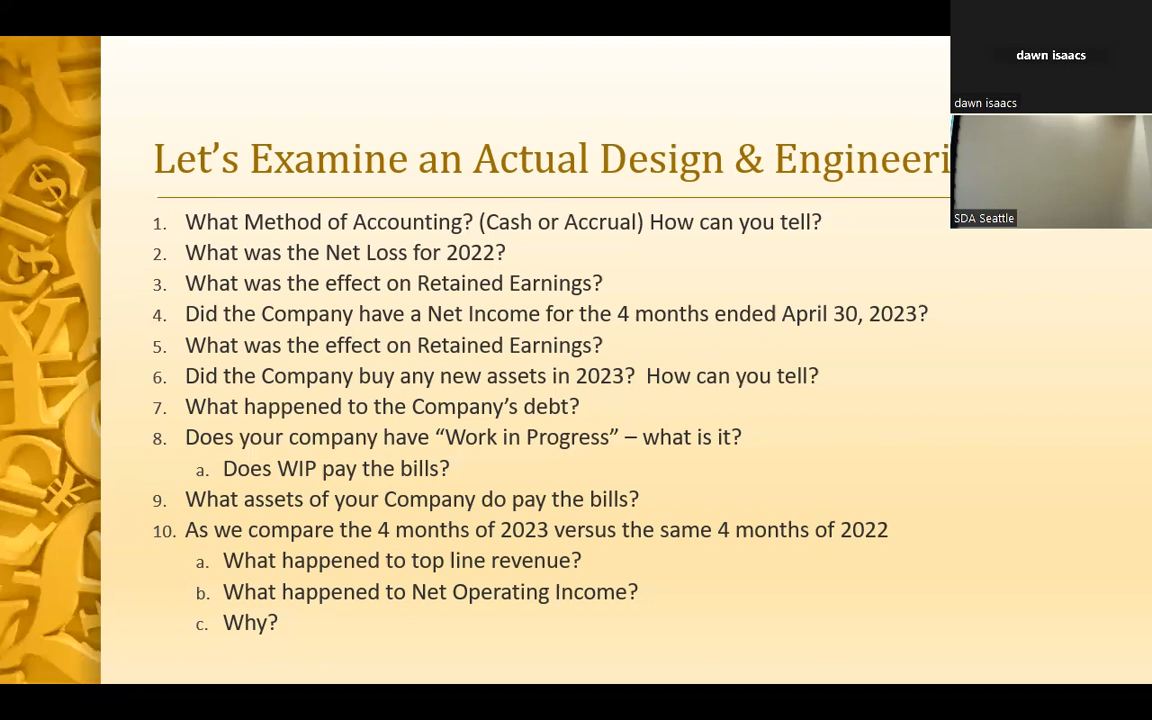 dawn isaacs
dawn isaacs
SDA Seattle
Let's Examine an Actual Design & Engineeri
1. What Method of Accounting? (Cash or Accrual) How can you tell?
2. What was the Net Loss for 2022?
3. What was the effect on Retained Earnings?
4. Did the Company have a Net Income for the 4 months ended April 30, 2023?
5. What was the effect on Retained Earnings?
6. Did the Company buy any new assets in 2023?  How can you tell?
7. What happened to the Company's debt?
8. Does your company have “Work in Progress” – what is it?
a. Does WIP pay the bills?
9. What assets of your Company do pay the bills?
10. As we compare the 4 months of 2023 versus the same 4 months of 2022
a. What happened to top line revenue?
b. What happened to Net Operating Income?
c. Why?